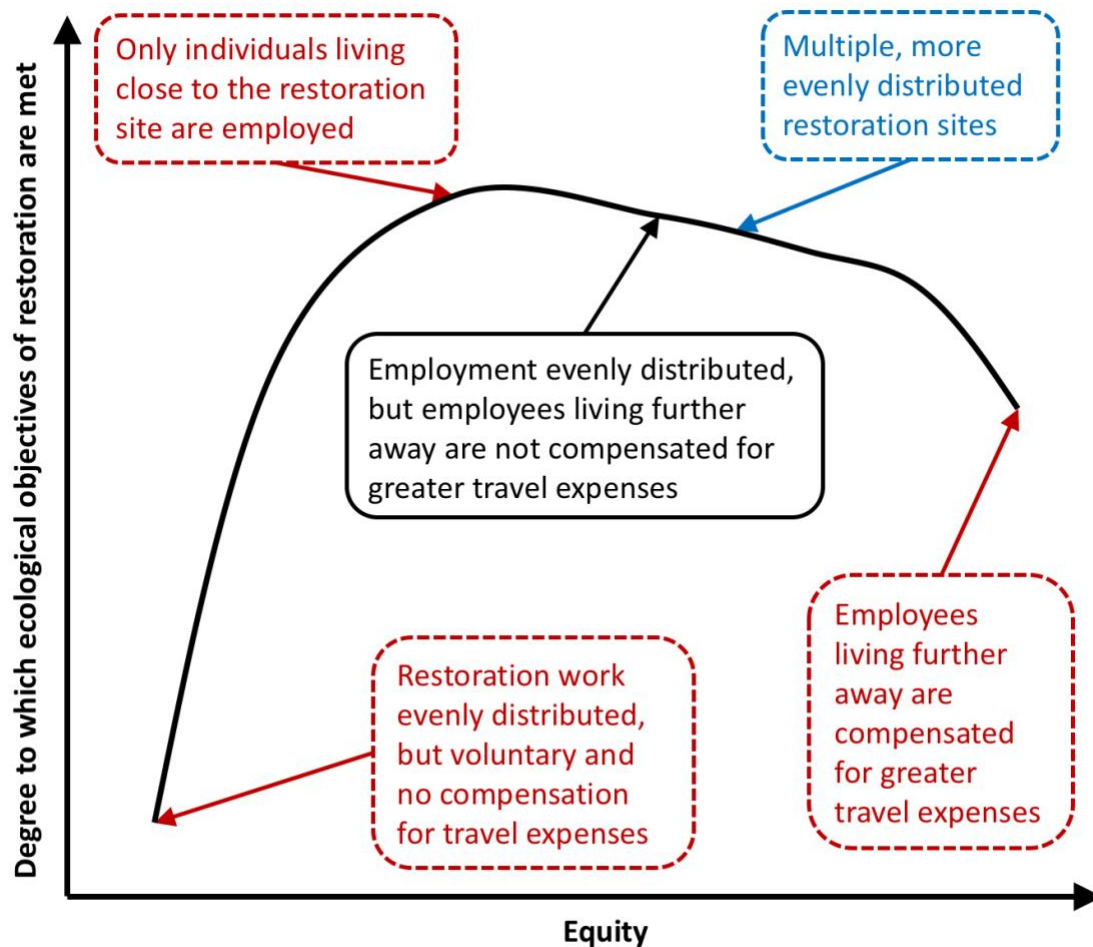 Degree to which ecological objectives of restoration are met
Only individuals living
close to the restoration
site are employed
Multiple, more
evenly distributed
restoration sites
Employment evenly distributed,
but employees living further
away are not compensated for
greater travel expenses
Restoration work
evenly distributed,
but voluntary and
no compensation
for travel expenses
Employees
living further
away are
compensated
for greater
travel expenses
Equity